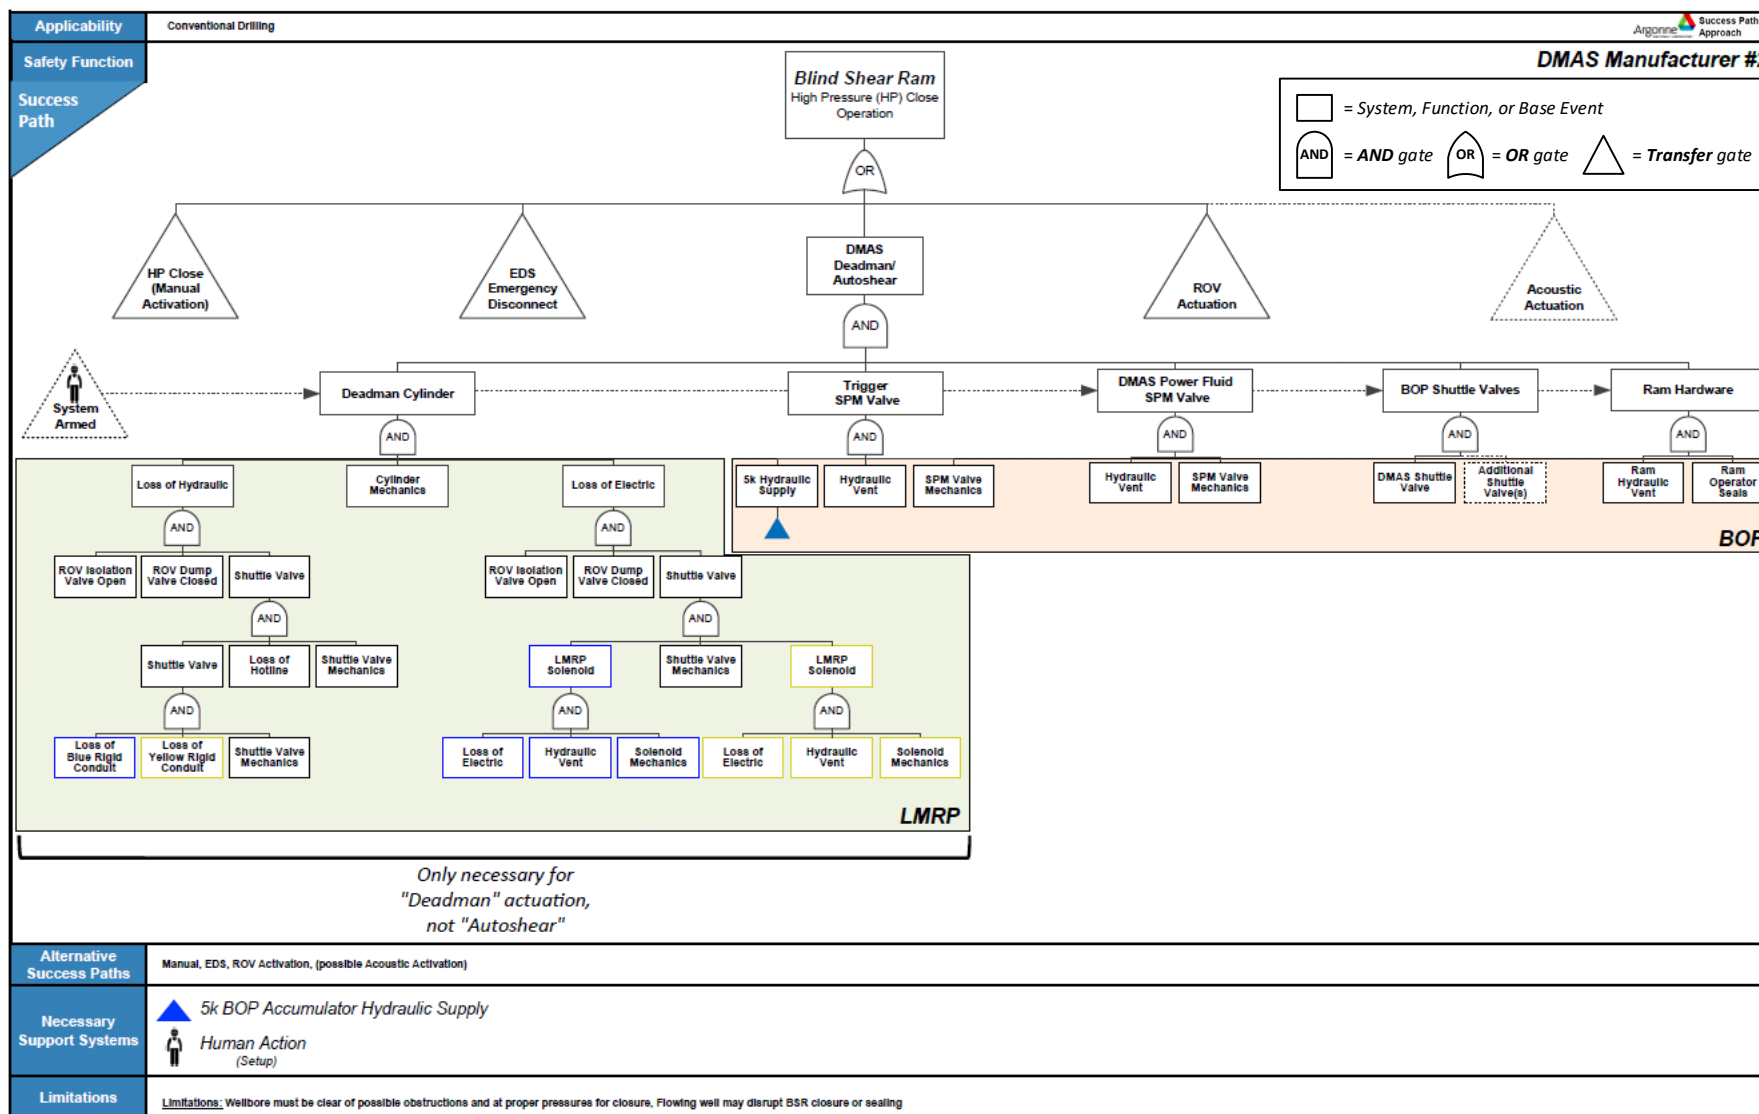 Applicability
Conventional Drilling
Argonne
Success Path
Approach
Safety Function
DMAS Manufacturer #2
Success
Path
Blind Shear Ram
High Pressure (HP) Close
Operation
= System, Function, or Base Event
AND
= AND gate
OR
= OR gate
= Transfer gate
OR
HP Close
(Manual
Activation)
EDS
Emergency
Disconnect
DMAS
Deadman/
Autoshear
ROV
Actuation
Acoustic
Actuation
AND
System
Armed
Deadman Cylinder
Trigger
SPM Valve
DMAS Power Fluid
SPM Valve
BOP Shuttle Valves
Ram Hardware
AND
AND
AND
AND
AND
Loss of Hydraulic
Cylinder
Mechanics
Loss of Electric
5k Hydraulic
Supply
Hydraulic
Vent
SPM Valve
Mechanics
Hydraulic
Vent
SPM Valve
Mechanics
DMAS Shuttle
Valve
Additional
Shuttle
Valve(s)
Ram
Hydraulic
Vent
Ram
Operator
Seals
BOP
AND
AND
ROV Isolation
Valve Open
ROV Dump
Valve Closed
Shuttle Valve
ROV Isolation
Valve Open
ROV Dump
Valve Closed
Shuttle Valve
AND
AND
Shuttle Valve
Loss of
Hotline
Shuttle Valve
Mechanics
LMRP
Solenoid
Shuttle Valve
Mechanics
LMRP
Solenoid
AND
AND
AND
Loss of
Blue Rigid
Conduit
Loss of
Yellow Rigid
Conduit
Shuttle Valve
Mechanics
Loss of
Electric
Hydraulic
Vent
Solenoid
Mechanics
Loss of
Electric
Hydraulic
Vent
Solenoid
Mechanics
LMRP
Only necessary for
"Deadman" actuation,
not "Autoshear"
Alternative
Success Paths
Manual, EDS, ROV Activation, (possible Acoustic Activation)
Necessary
Support Systems
5k BOP Accumulator Hydraulic Supply
Human Action
(Setup)
Limitations
Limitations: Wellbore must be clear of possible obstructions and at proper pressures for closure, Flowing well may disrupt BSR closure or sealing